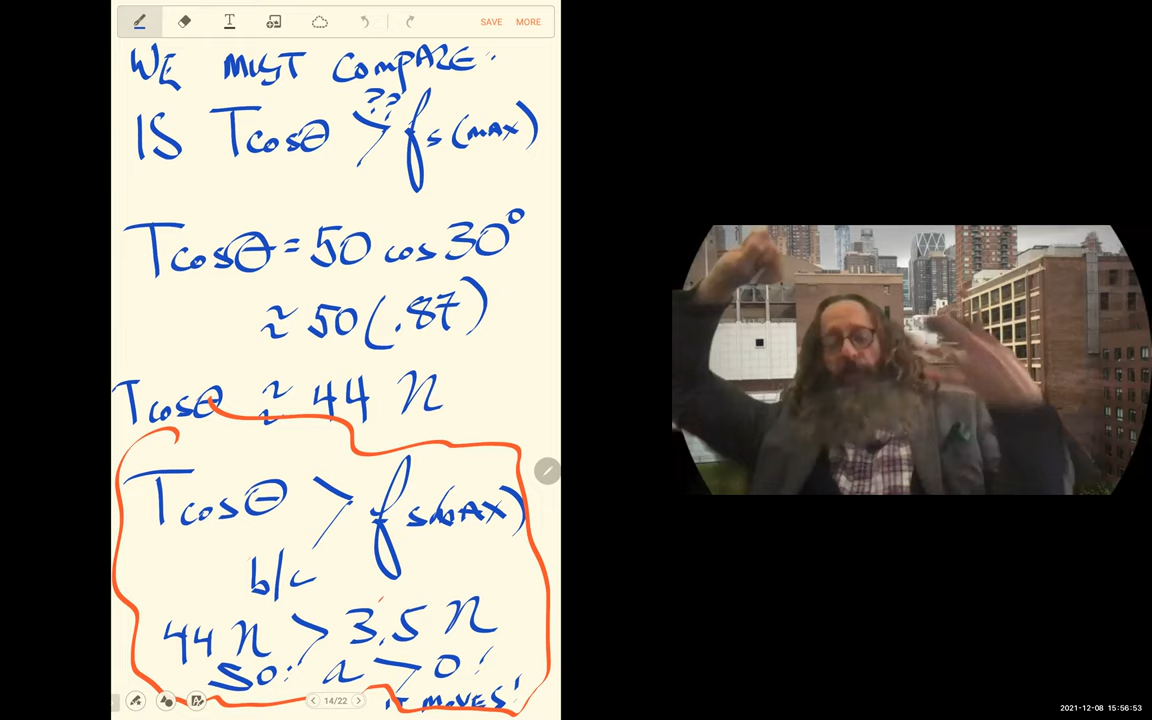 SAVE MORE
WE MUST COMPARE:
??
IS Tcosθ > fs(MAX)
Tcosθ = 50 cos 30°
≈ 50(.87)
Tcosθ ≈ 44 N
Tcosθ > fs(MAX)
b/c
44 N > 3.5 N
SO: a > 0!
IT MOVES!
14/22
2021-12-08 15:56:53